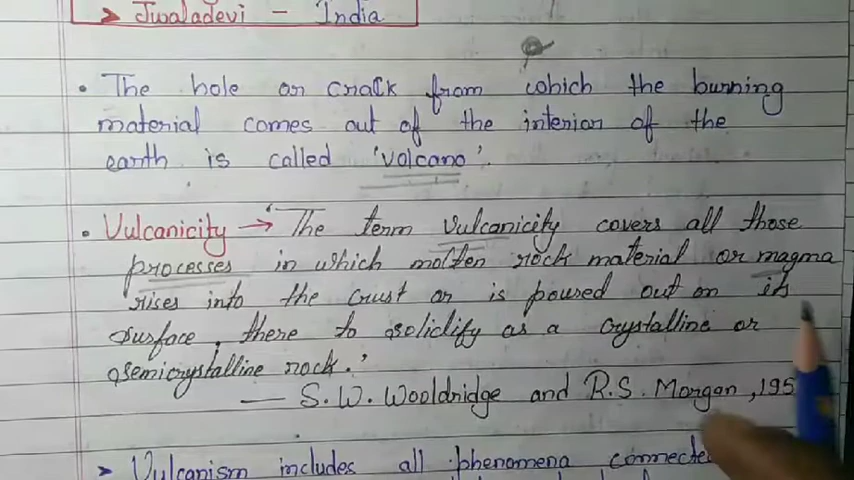 ➤ Jwaladevi - India
• The hole or crack from which the burning
material comes out of the interior of the
earth is called 'volcano'.
• Vulcanicity → 'The term vulcanicity covers all those
processes in which molten rock material or magma
rises into the crust or is poured out on its
surface, there to solidify as a crystalline or
semicrystalline rock.'
— S.W. Wooldridge and R.S. Morgan, 195
➤ Vulcanism includes all phenomena connecte